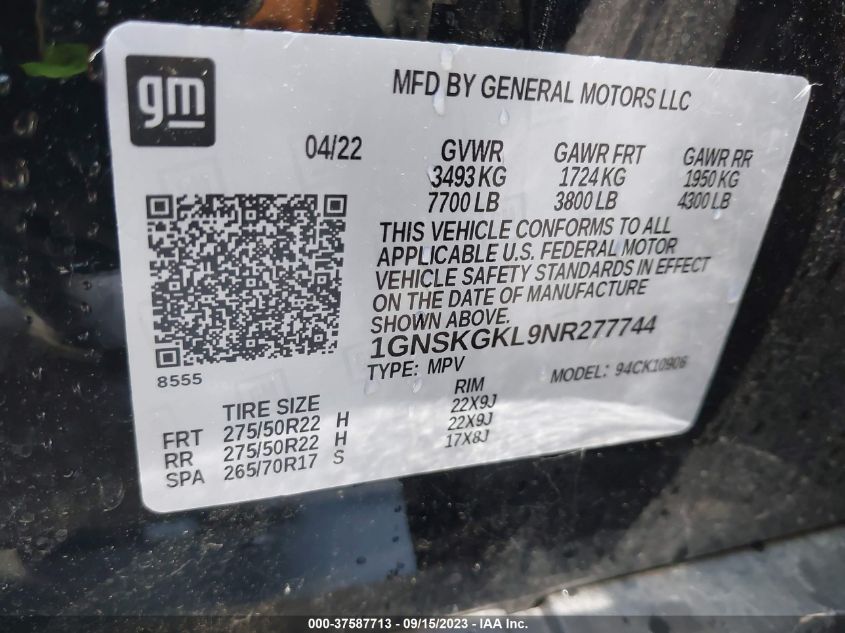 gm
MFD BY GENERAL MOTORS LLC
04/22 GVWR GAWR FRT GAWR RR
3493 KG 1724 KG 1950 KG
7700 LB 3800 LB 4300 LB
THIS VEHICLE CONFORMS TO ALL
APPLICABLE U.S. FEDERAL MOTOR
VEHICLE SAFETY STANDARDS IN EFFECT
ON THE DATE OF MANUFACTURE
SHOWN ABOVE.
1GNSKGKL9NR277744
8555
TYPE: MPV MODEL: 94CK10906
TIRE SIZE RIM
FRT 275/50R22 H 22X9J
RR 275/50R22 H 22X9J
SPA 265/70R17 S 17X8J
000-37587713 - 09/15/2023 - IAA Inc.